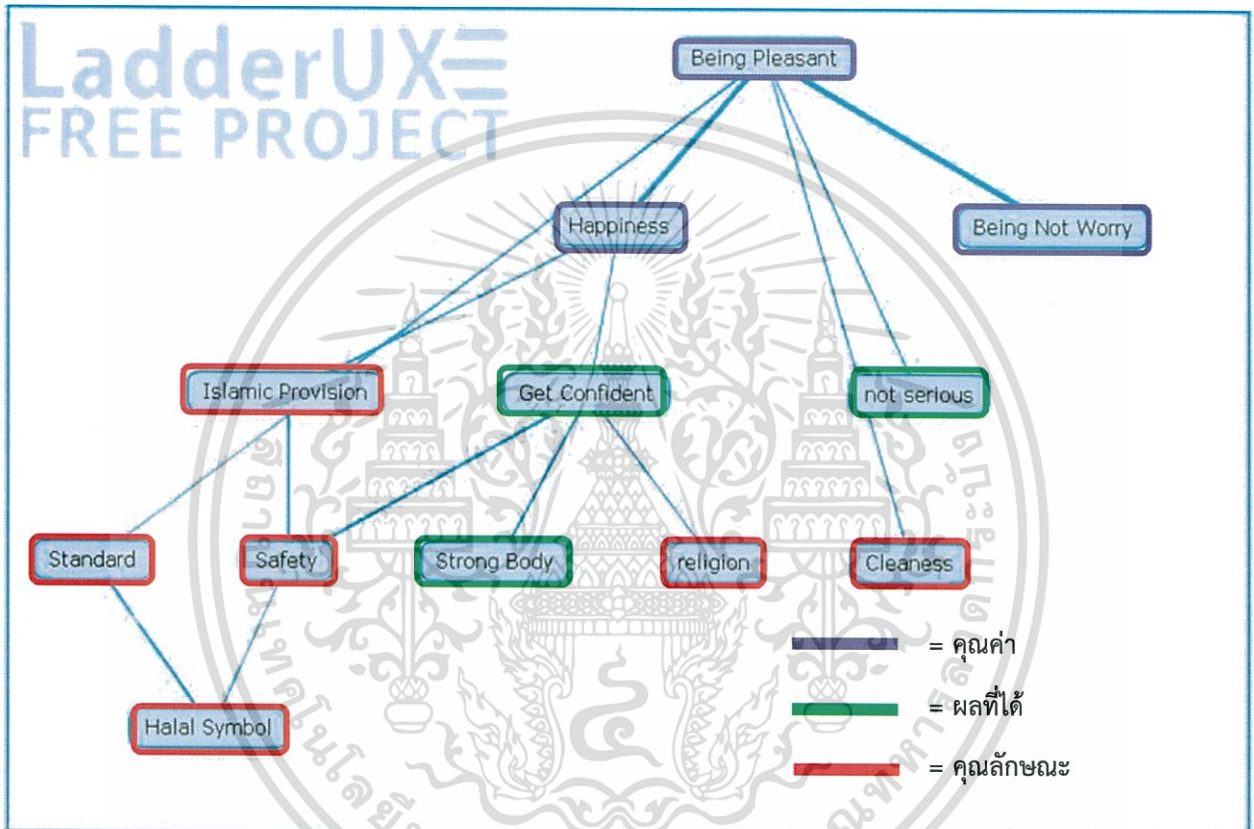 LadderUX
FREE PROJECT
Being Pleasant
Happiness
Being Not Worry
Islamic Provision
Get Confident
not serious
Standard
Safety
Strong Body
religion
Cleaness
Halal Symbol
= คุณค่า
= ผลที่ได้
= คุณลักษณะ